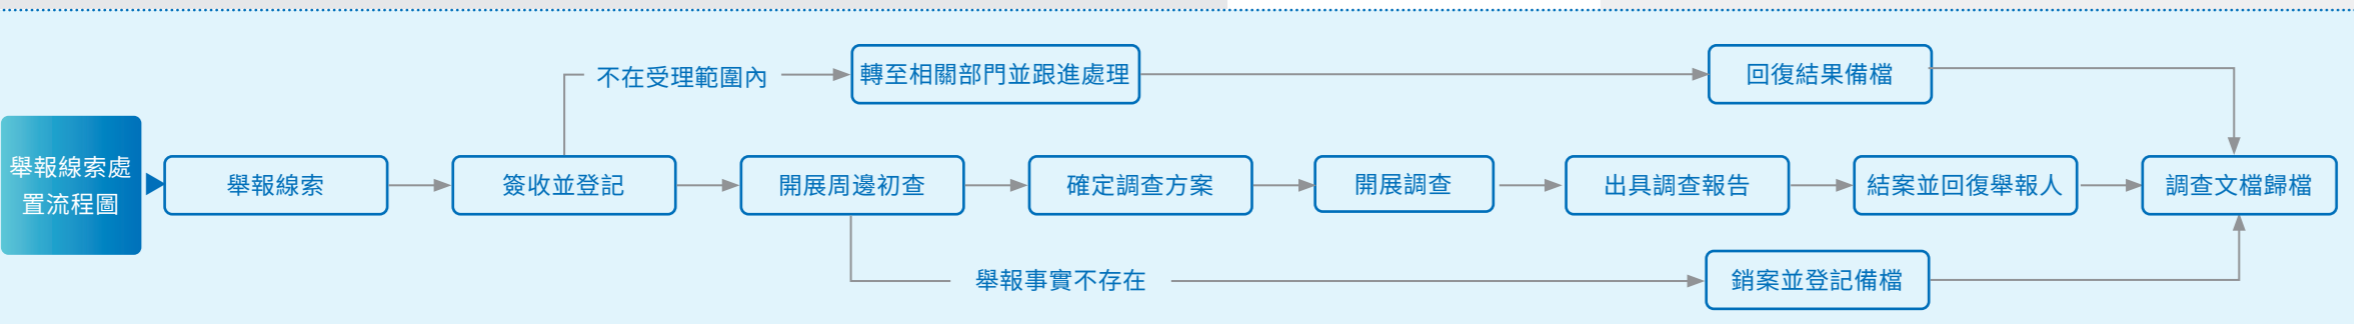 舉報線索處
置流程圖
不在受理範圍內
轉至相關部門並跟進處理
回復結果備檔
舉報線索
簽收並登記
開展周邊初查
確定調查方案
開展調查
出具調查報告
結案並回復舉報人
調查文檔歸檔
舉報事實不存在
銷案並登記備檔